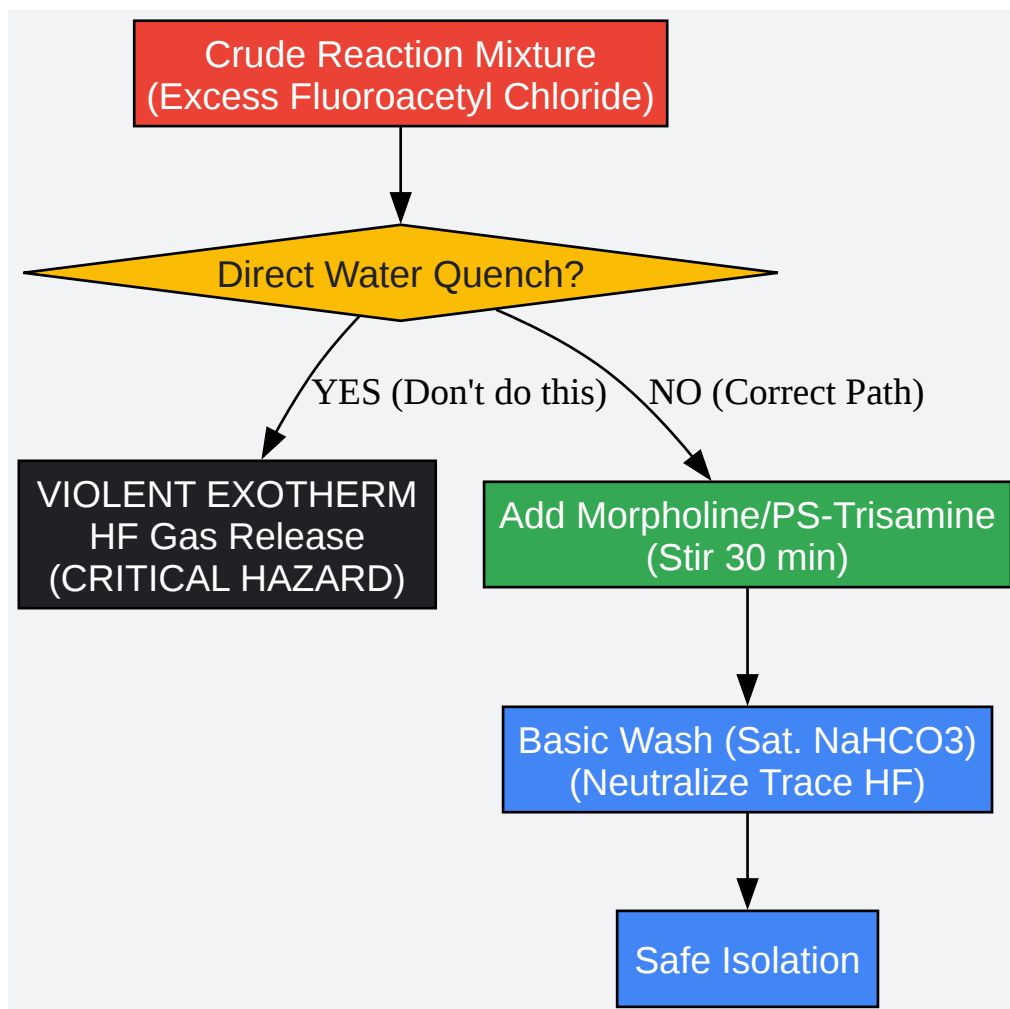 Crude Reaction Mixture
(Excess Fluoroacetyl Chloride)
Direct Water Quench?
YES (Don't do this)
NO (Correct Path)
VIOLENT EXOTHERM
HF Gas Release
(CRITICAL HAZARD)
Add Morpholine/PS-Trisamine
(Stir 30 min)
Basic Wash (Sat. NaHCO3)
(Neutralize Trace HF)
Safe Isolation